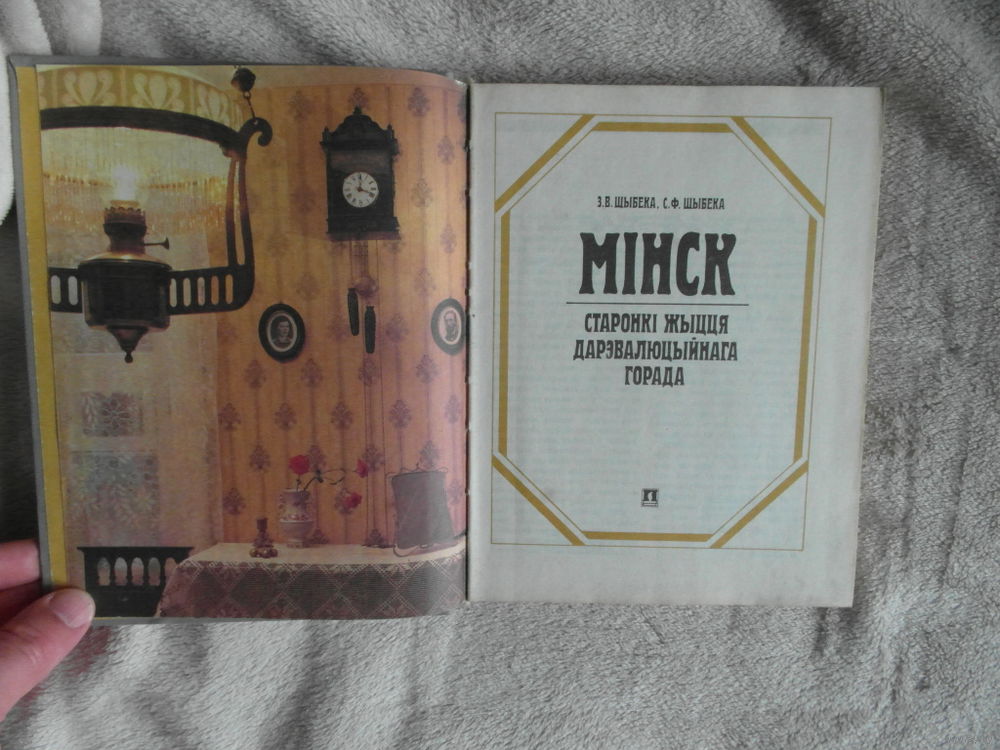 З.В. ШЫБЕКА, С.Ф. ШЫБЕКА
МІНСК
СТАРОНКІ ЖЫЦЦЯ
ДАРЭВАЛЮЦЫЙНАГА
ГОРАДА